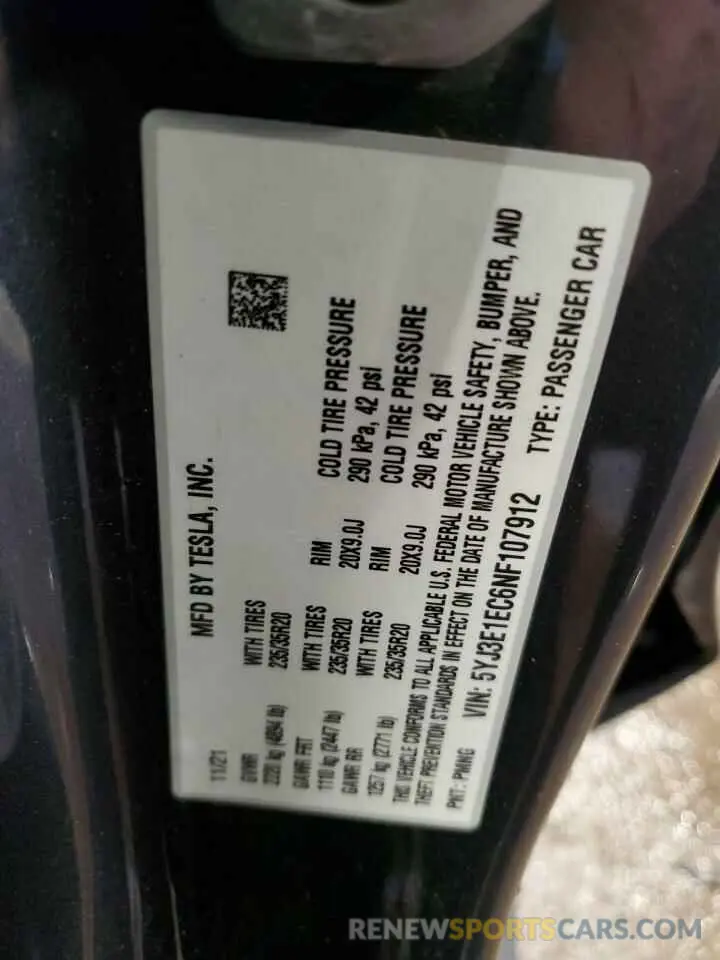 MFD BY TESLA, INC.
11/21
GVWR WITH TIRES
2220 kg (4894 lb) 235/35R20
GAWR FRT WITH TIRES RIM COLD TIRE PRESSURE
1110 kg (2447 lb) 235/35R20 20X9.0J 290 kPa, 42 psi
GAWR RR WITH TIRES RIM COLD TIRE PRESSURE
1257 kg (2771 lb) 235/35R20 20X9.0J 290 kPa, 42 psi
THIS VEHICLE CONFORMS TO ALL APPLICABLE U.S. FEDERAL MOTOR VEHICLE SAFETY, BUMPER, AND
THEFT PREVENTION STANDARDS IN EFFECT ON THE DATE OF MANUFACTURE SHOWN ABOVE.
PNT: PMNG VIN: 5YJ3E1EC6NF107912 TYPE: PASSENGER CAR
RENEWSPORTSCARS.COM